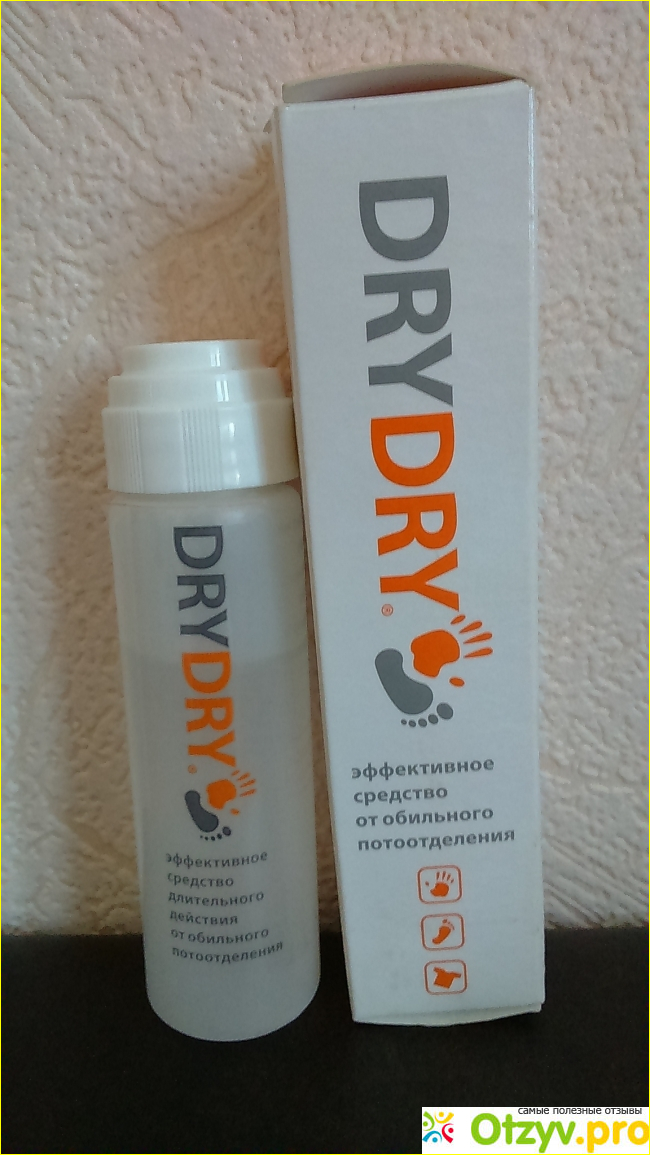 DRYDRY®
эффективное
средство
длительного
действия
от обильного
потоотделения
DRYDRY®
эффективное
средство
от обильного
потоотделения
самые полезные отзывы
Otzyv.pro